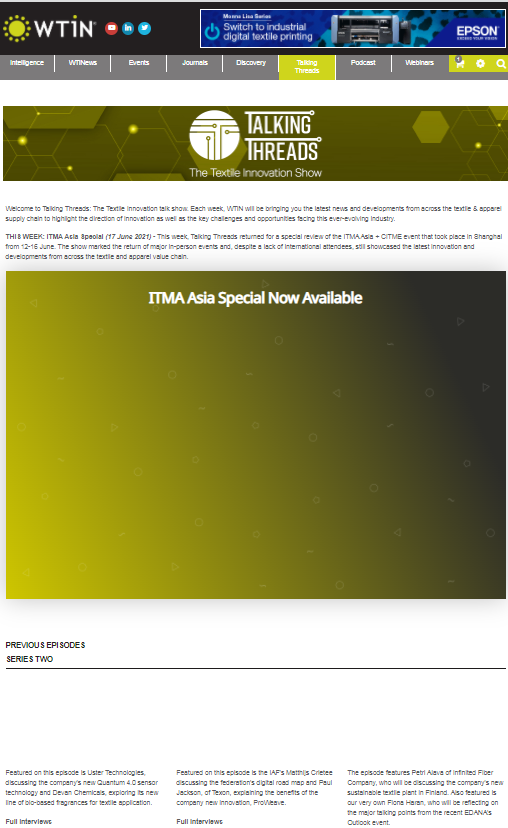 WTiN
Monna Lisa Series
Switch to industrial
digital textile printing
EPSON
EXCEED YOUR VISION
Intelligence
WTiNews
Events
Journals
Discovery
Talking
Threads
Podcast
Webinars
0
TALKING
THREADS
The Textile Innovation Show
Welcome to Talking Threads: The Textile Innovation talk show. Each week, WTiN will be bringing you the latest news and developments from across the textile & apparel
supply chain to highlight the direction of innovation as well as the key challenges and opportunities facing this ever-evolving industry.
THIS WEEK: ITMA Asia Special (17 June 2021) - This week, Talking Threads returned for a special review of the ITMA Asia + CITME event that took place in Shanghai
from 12-16 June. The show marked the return of major in-person events and, despite a lack of international attendees, still showcased the latest innovation and
developments from across the textile and apparel value chain.
ITMA Asia Special Now Available
PREVIOUS EPISODES
SERIES TWO
Featured on this episode is Uster Technologies,
discussing the company's new Quantum 4.0 sensor
technology and Devan Chemicals, exploring its new
line of bio-based fragrances for textile application.
Full Interviews
Featured on this episode is the IAF's Matthijs Crietee
discussing the federation's digital road map and Paul
Jackson, of Texon, explaining the benefits of the
company new innovation, ProWeave.
Full Interviews
The episode features Petri Alava of Infinited Fiber
Company, who will be discussing the company's new
sustainable textile plant in Finland. Also featured is
our very own Fiona Haran, who will be reflecting on
the major talking points from the recent EDANA's
Outlook event.